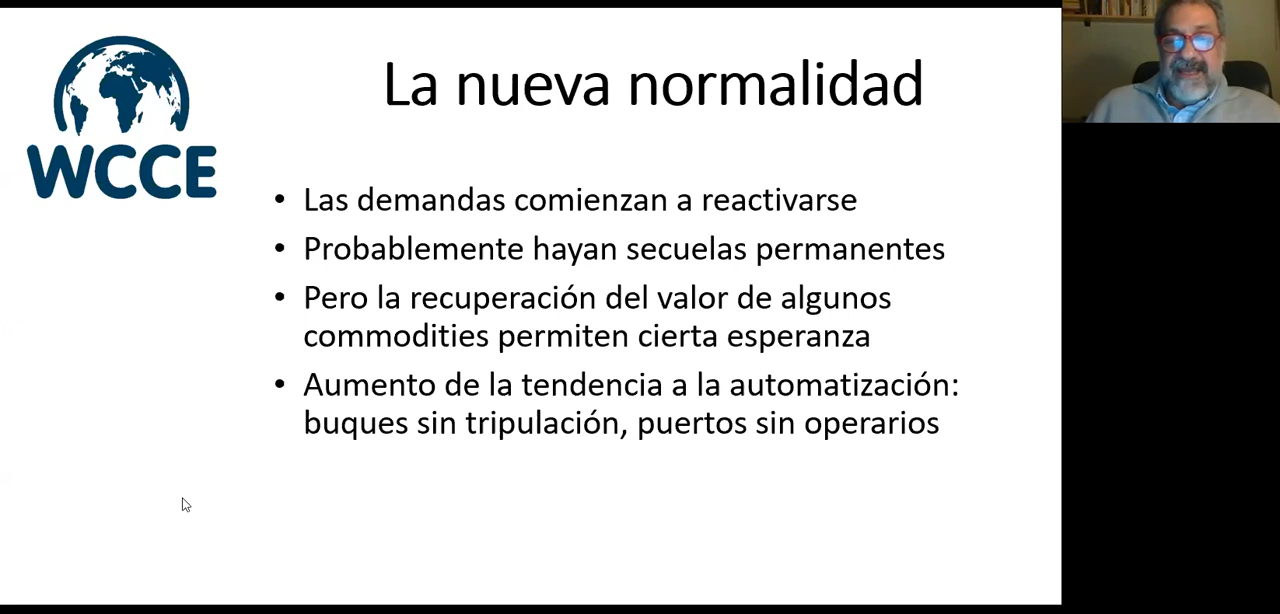 WCCE
La nueva normalidad
• Las demandas comienzan a reactivarse
• Probablemente hayan secuelas permanentes
• Pero la recuperación del valor de algunos
commodities permiten cierta esperanza
• Aumento de la tendencia a la automatización:
buques sin tripulación, puertos sin operarios